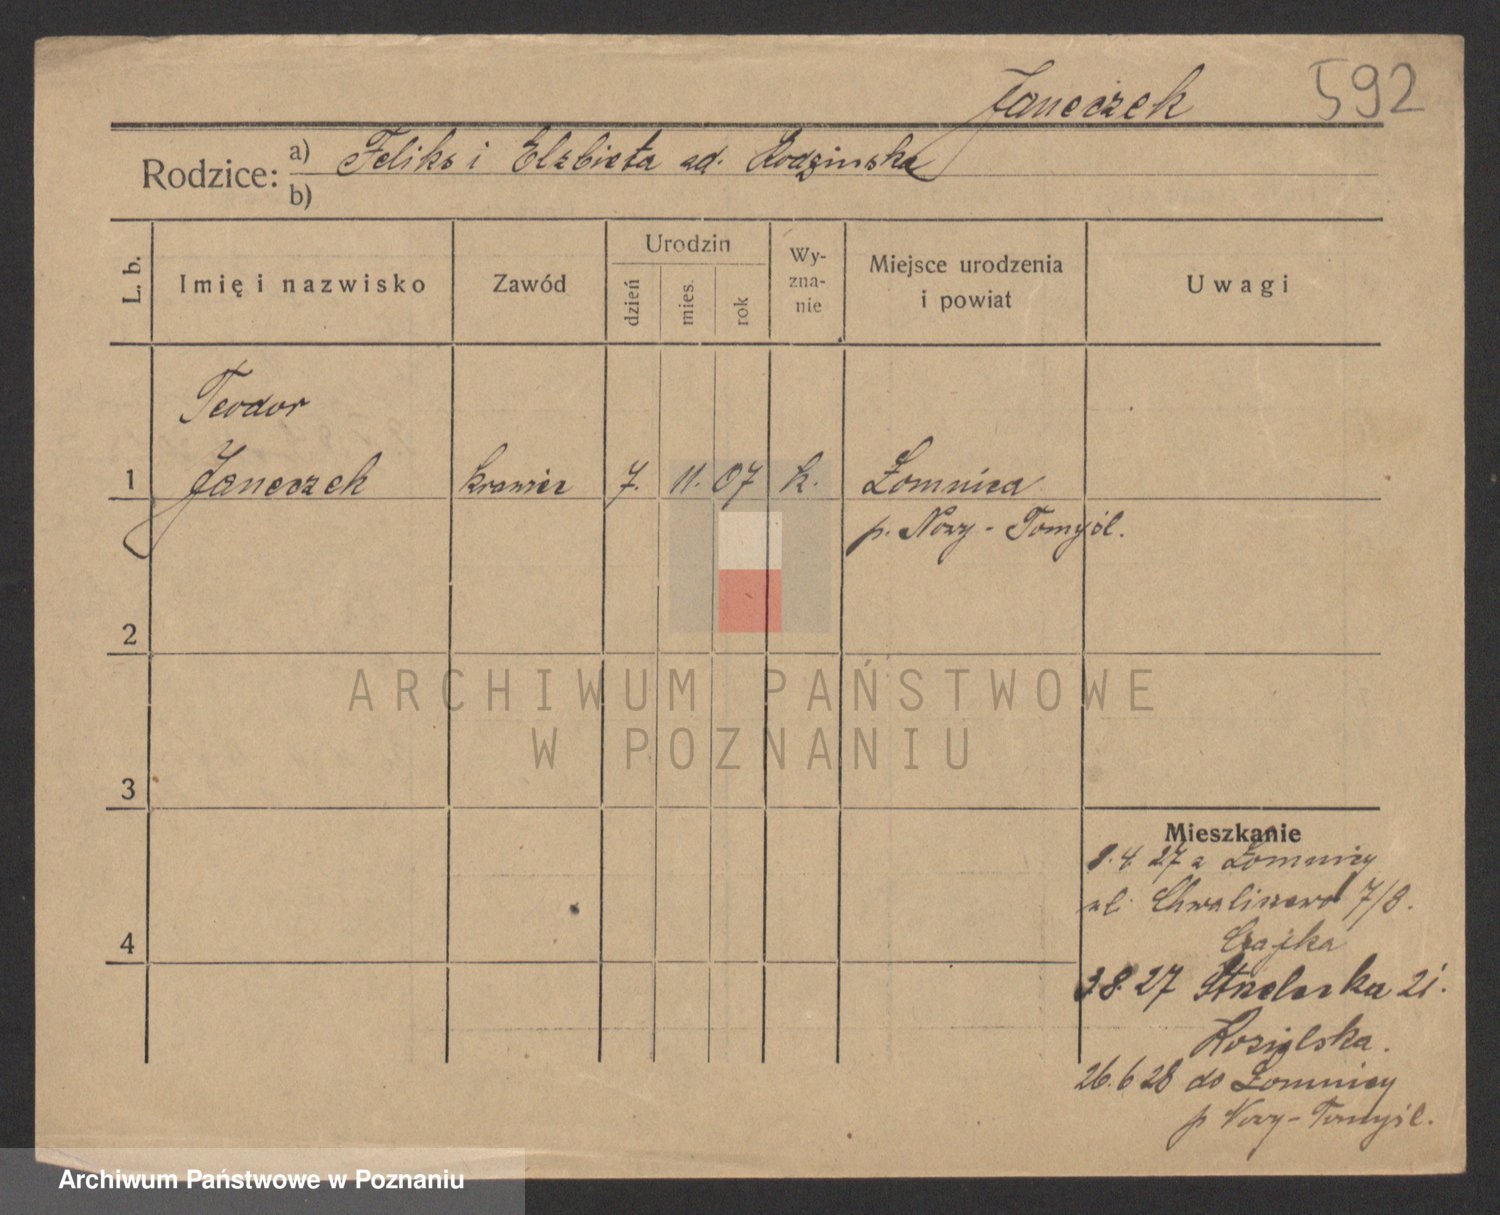 Janeczek 592
Rodzice: a) Feliks i Elżbieta zd. Rodzinska
b)
L. b.
Imię i nazwisko
Zawód
Urodzin
dzień
mies.
rok
Wy-
zna-
nie
Miejsce urodzenia
i powiat
Uwagi
Teodor
1 Janeczek krawiec 7. 11. 07 k. Łomnica
p. Nowy-Tomyśl.
2
ARCHIWUM PAŃSTWOWE
W POZNANIU
3
Mieszkanie
1.4 27 z Łomnicy
ul. Chwaliszewo 7/8.
Czajka
4
3.8. 27 Strzelecka 21.
Kozielska.
26.6 28 do Łomnicy
p Nowy-Tomyśl.
Archiwum Państwowe w Poznaniu